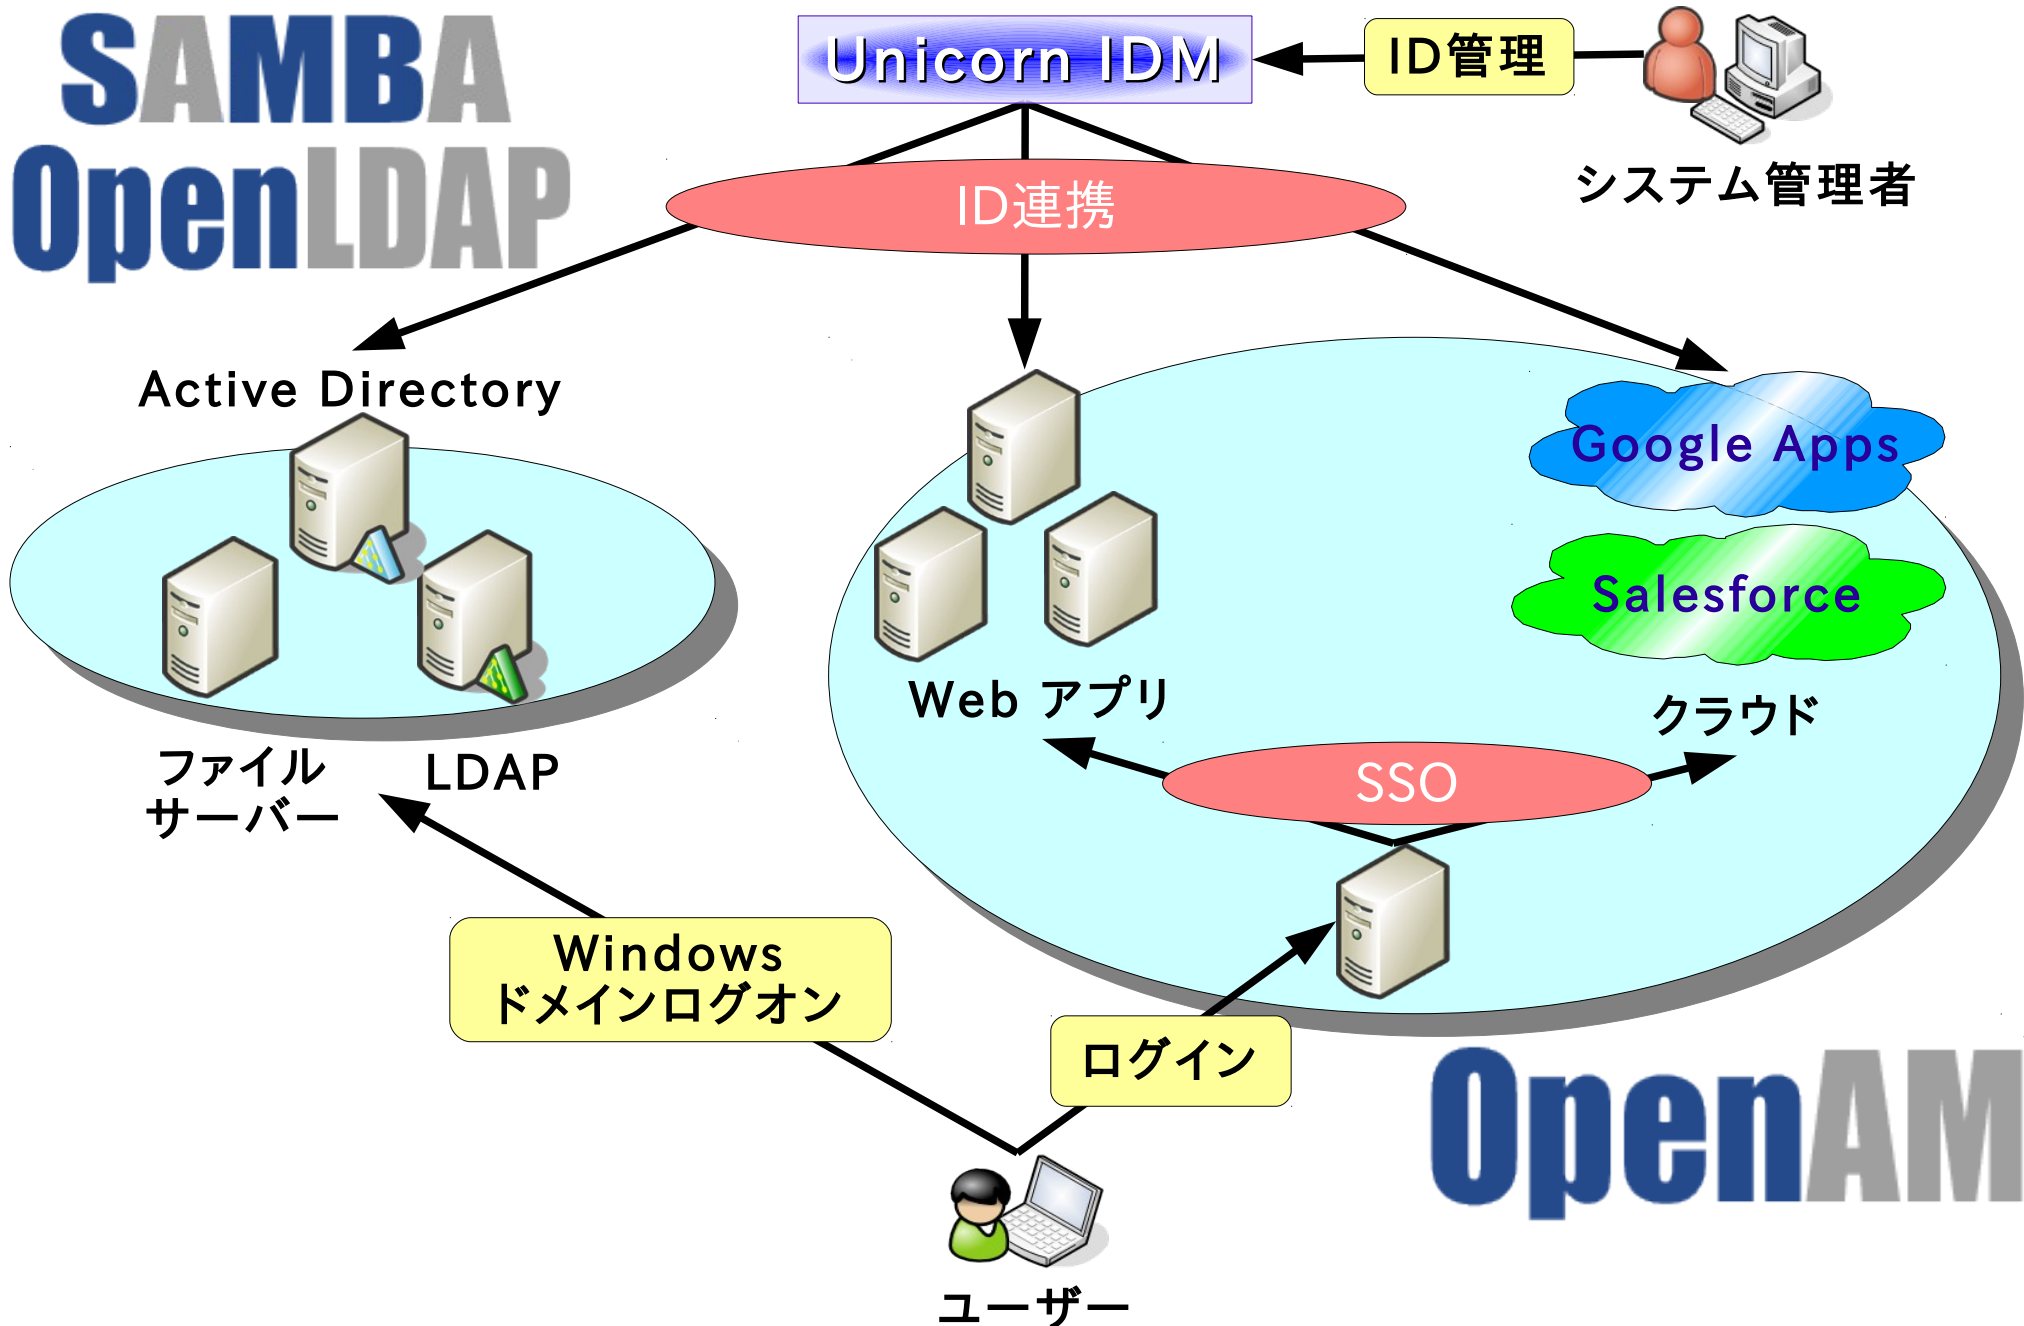 SAMBA
OpenLDAP
Unicorn IDM
ID管理
システム管理者
ID連携
Active Directory
Google Apps
Salesforce
Web アプリ
クラウド
ファイル
サーバー
LDAP
SSO
Windows
ドメインログオン
ログイン
OpenAM
ユーザー